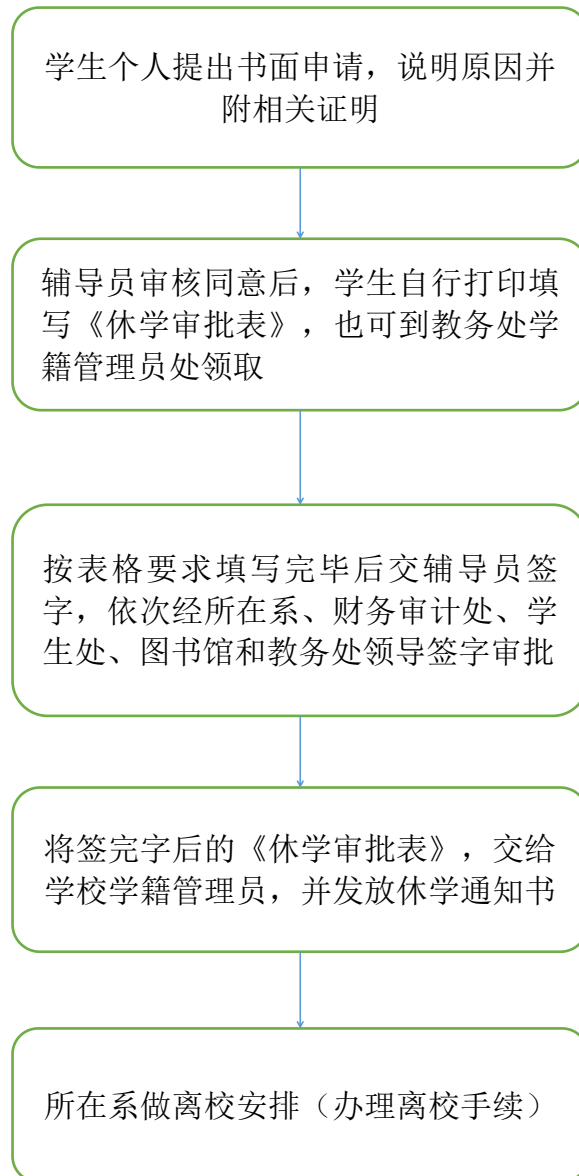 学生个人提出书面申请，说明原因并
附相关证明
辅导员审核同意后，学生自行打印填
写《休学审批表》，也可到教务处学
籍管理员处领取
按表格要求填写完毕后交辅导员签
字，依次经所在系、财务审计处、学
生处、图书馆和教务处领导签字审批
将签完字后的《休学审批表》，交给
学校学籍管理员，并发放休学通知书
所在系做离校安排（办理离校手续）